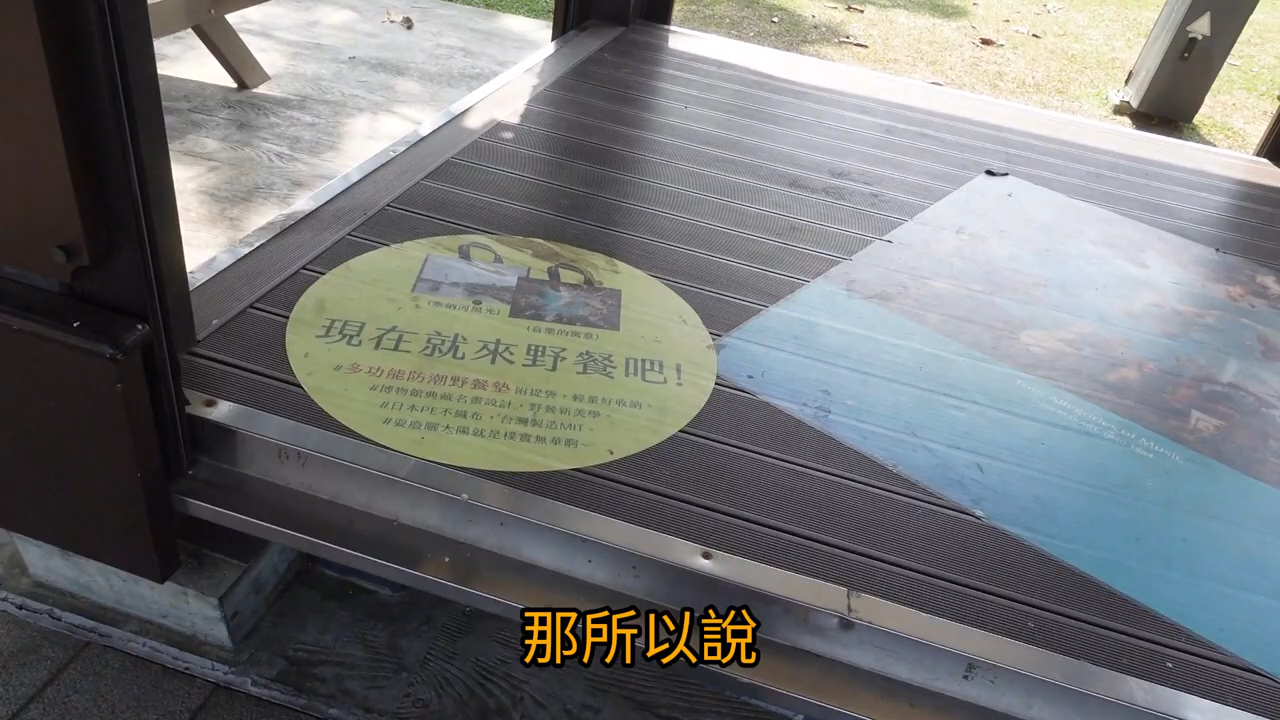 (塞納河風光)
(音樂的寓意)
現在就來野餐吧!
#多功能防潮野餐墊 附提袋，輕量好收納。
#博物館典藏名畫設計，野餐新美學。
#日本PE不織布，台灣製造MIT。
#耍廢曬太陽就是樸實無華啊~
Allegories of Music
那所以說